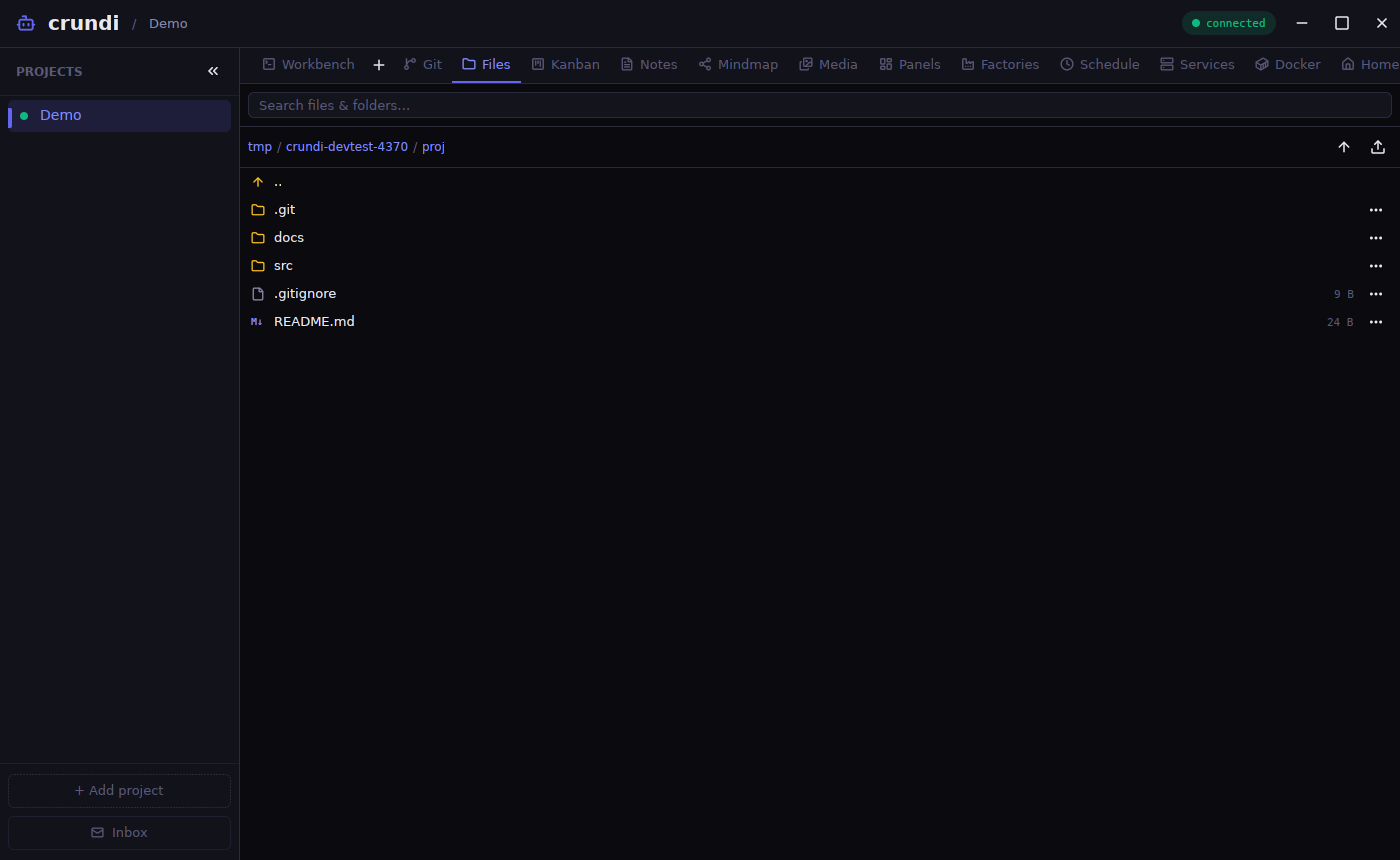 crundi / Demo
connected
PROJECTS
Demo
+ Add project
Inbox
Workbench + Git Files Kanban Notes Mindmap Media Panels Factories Schedule Services Docker Home
Search files & folders...
tmp / crundi-devtest-4370 / proj
..
.git
docs
src
.gitignore 9 B
M↓ README.md 24 B